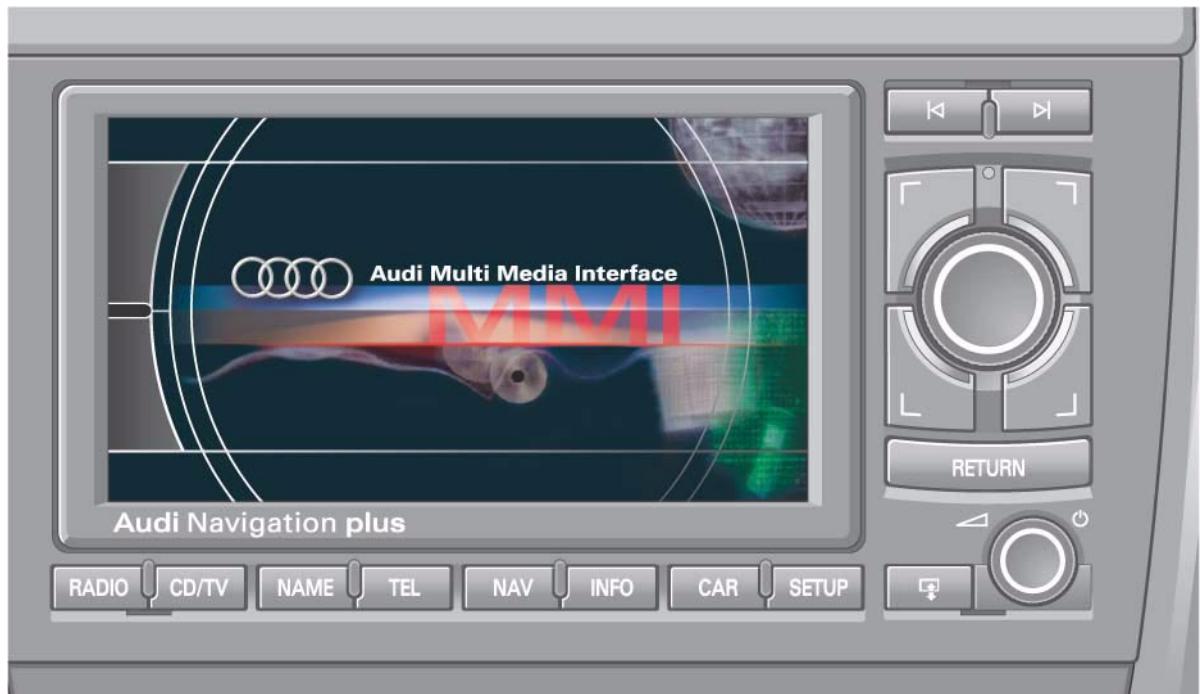 Audi Multi Media Interface
MMI
Audi Navigation plus
RADIO CD/TV NAME TEL NAV INFO CAR SETUP
RETURN